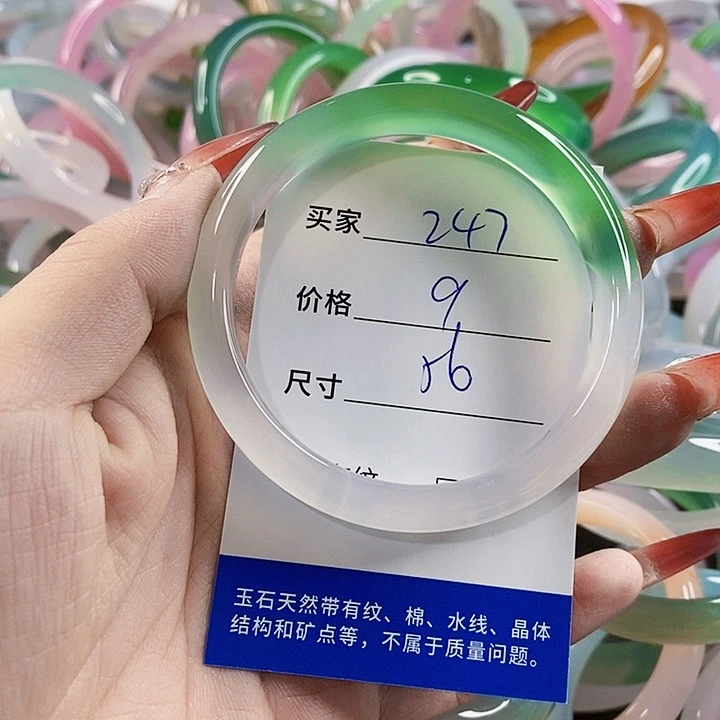 买家 247
价格 9
尺寸 56
玉石天然带有纹、棉、水线、晶体
结构和矿点等，不属于质量问题。